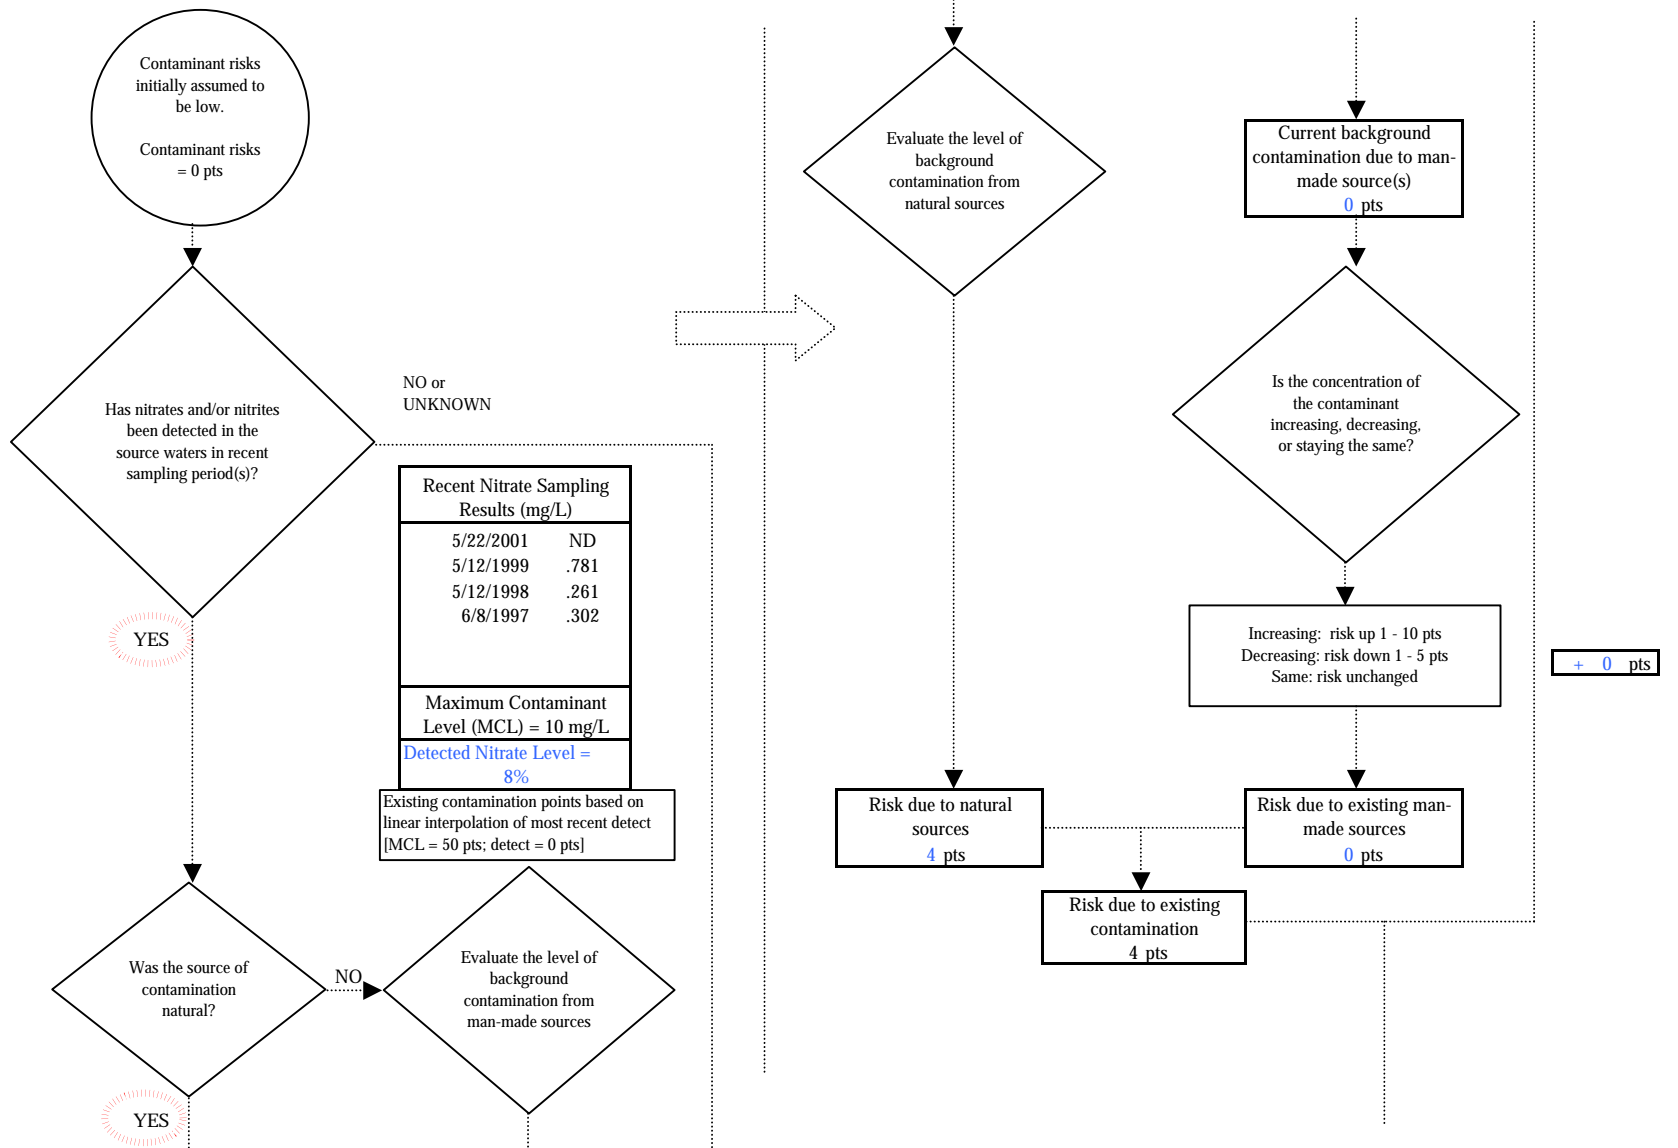 Contaminant risks
initially assumed to
be low.
Contaminant risks
= 0 pts
Has nitrates and/or nitrites
been detected in the
source waters in recent
sampling period(s)?
NO or
UNKNOWN
YES
Recent Nitrate Sampling
Results (mg/L)
5/22/2001 ND
5/12/1999 .781
5/12/1998 .261
6/8/1997 .302
Maximum Contaminant
Level (MCL) = 10 mg/L
Detected Nitrate Level =
8%
Existing contamination points based on
linear interpolation of most recent detect
[MCL = 50 pts; detect = 0 pts]
Was the source of
contamination
natural?
NO
YES
Evaluate the level of
background
contamination from
man-made sources
Evaluate the level of
background
contamination from
natural sources
Current background
contamination due to man-
made source(s)
0 pts
Is the concentration of
the contaminant
increasing, decreasing,
or staying the same?
Increasing: risk up 1 - 10 pts
Decreasing: risk down 1 - 5 pts
Same: risk unchanged
+ 0 pts
Risk due to natural
sources
4 pts
Risk due to existing man-
made sources
0 pts
Risk due to existing
contamination
4 pts